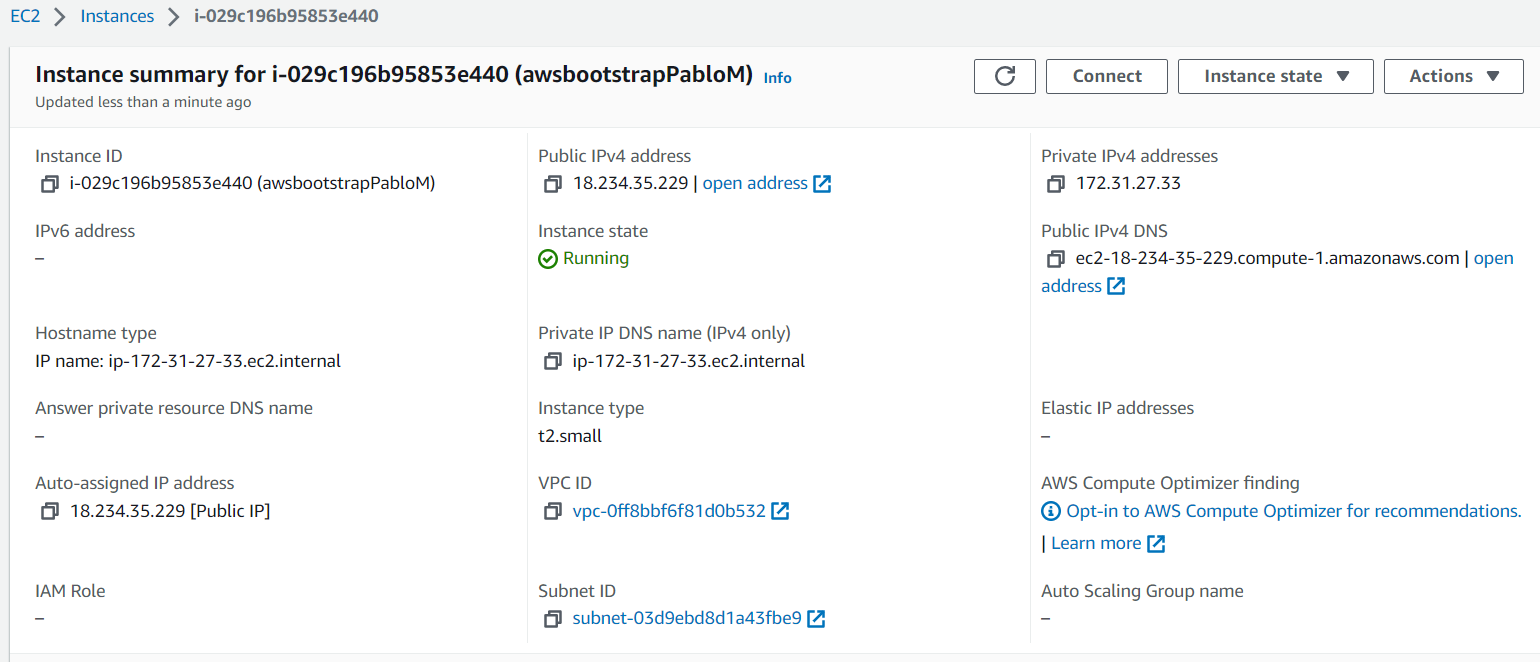 EC2 > Instances > i-029c196b95853e440
Instance summary for i-029c196b95853e440 (awsbootstrapPabloM) Info
Connect
Instance state
Actions
Updated less than a minute ago
Instance ID
i-029c196b95853e440 (awsbootstrapPabloM)
Public IPv4 address
18.234.35.229 | open address
Private IPv4 addresses
172.31.27.33
IPv6 address
–
Instance state
Running
Public IPv4 DNS
ec2-18-234-35-229.compute-1.amazonaws.com | open
address
Hostname type
IP name: ip-172-31-27-33.ec2.internal
Private IP DNS name (IPv4 only)
ip-172-31-27-33.ec2.internal
Answer private resource DNS name
–
Instance type
t2.small
Elastic IP addresses
–
Auto-assigned IP address
18.234.35.229 [Public IP]
VPC ID
vpc-0ff8bbf6f81d0b532
AWS Compute Optimizer finding
Opt-in to AWS Compute Optimizer for recommendations.
| Learn more
IAM Role
–
Subnet ID
subnet-03d9ebd8d1a43fbe9
Auto Scaling Group name
–